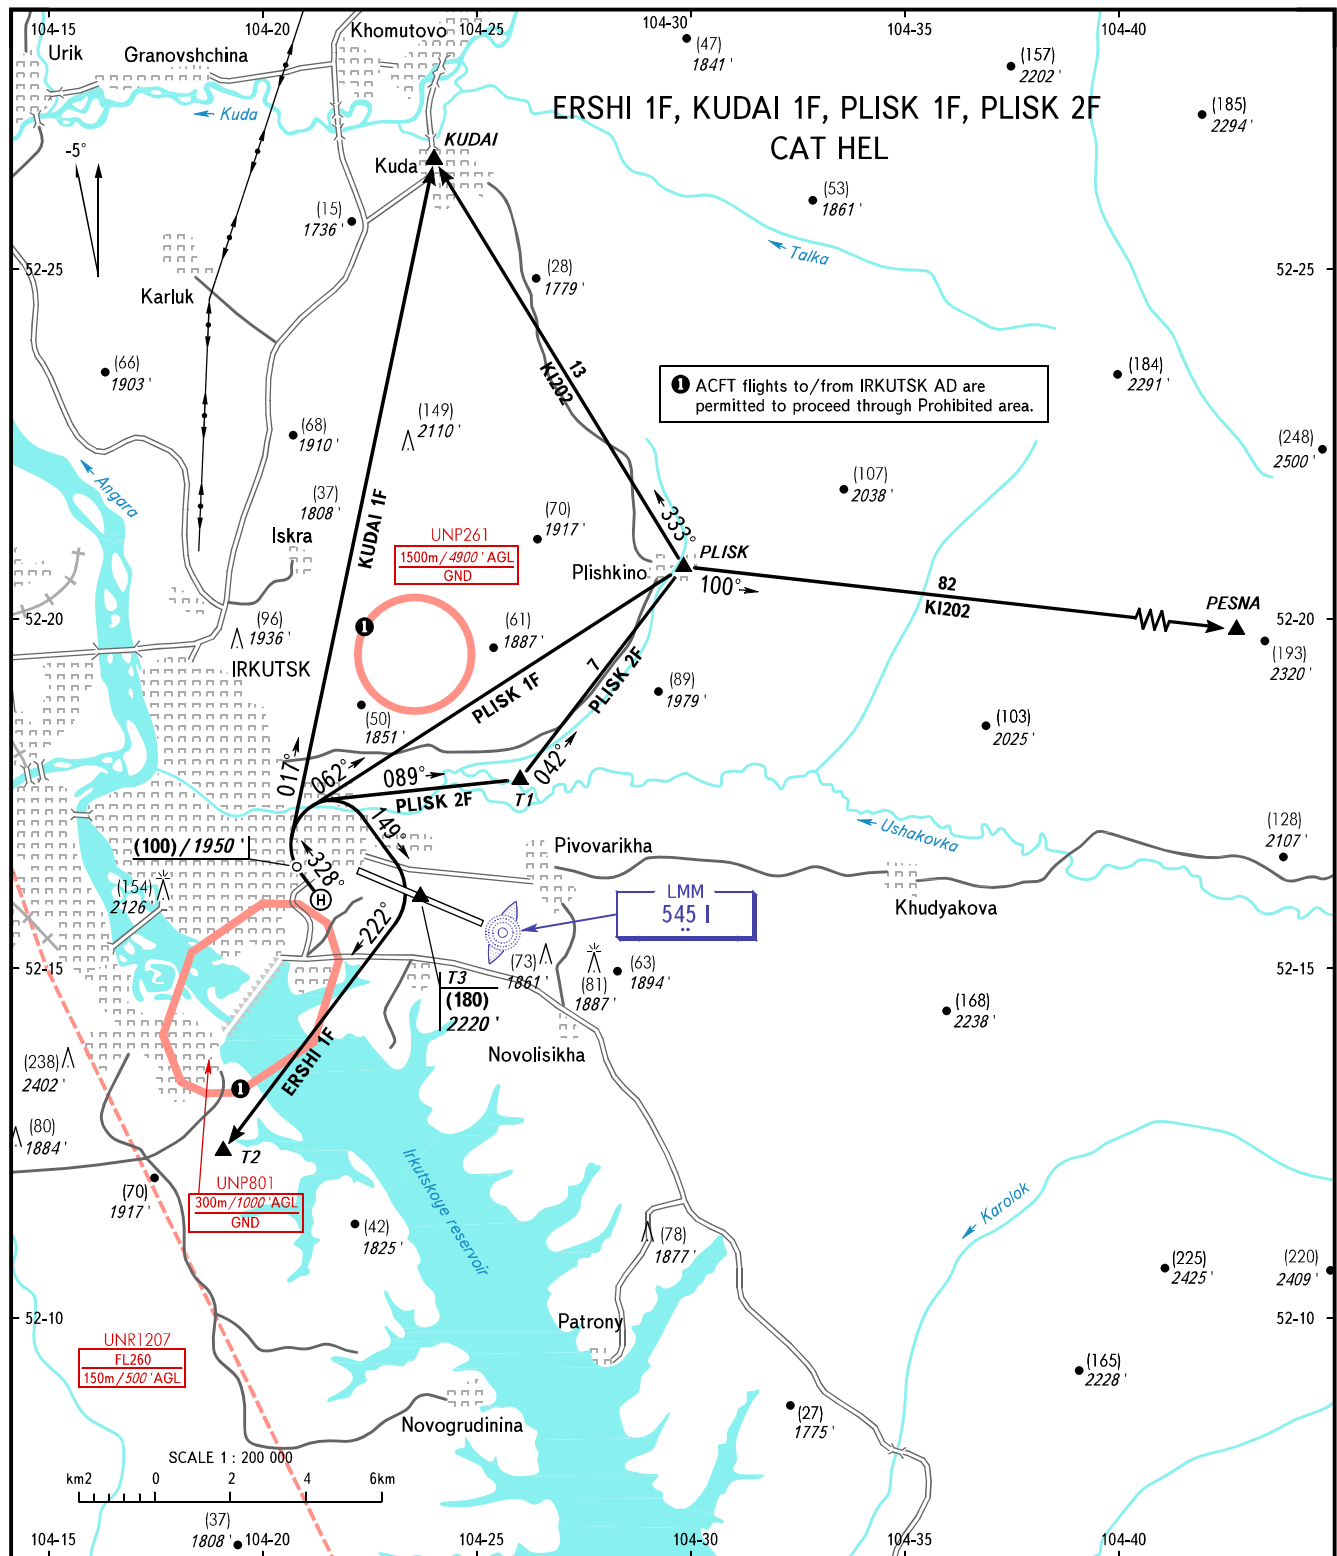 104-15
104-20
104-25
104-30
104-35
104-40
Urik
Granovshchina
Khomutovo
(47)
1841 '
(157)
2202 '
ERSHI 1F, KUDAI 1F, PLISK 1F, PLISK 2F
CAT HEL
(185)
2294 '
Kuda
-5°
KUDAI
Kuda
(15)
1736 '
(53)
1861 '
Talka
52-25
52-25
(28)
1779 '
Karluk
(66)
1903 '
13
KI202
1 ACFT flights to/from IRKUTSK AD are
permitted to proceed through Prohibited area.
(184)
2291 '
(68)
1910 '
(149)
2110 '
(248)
2500 '
Angara
(37)
1808 '
Iskra
KUDAI 1F
(107)
2038 '
(70)
1917 '
UNP261
1500m/4900 ' AGL
GND
333°
PLISK
Plishkino
100°
82
KI202
PESNA
52-20
52-20
(96)
1936 '
IRKUTSK
1
(61)
1887 '
(193)
2320 '
7
PLISK 2F
PLISK 1F
(89)
1979 '
(50)
1851 '
(103)
2025 '
017°
062°
089°
PLISK 2F
042°
T1
149°
Ushakovka
(128)
2107 '
(100)/1950 '
328°
H
Pivovarikha
(154)
2126 '
LMM
545 I
••
Khudyakova
222°
52-15
52-15
T3
(180)
2220 '
(73)
1861 '
(81)
1887 '
(63)
1894 '
(168)
2238 '
Novolisikha
(238)
2402 '
ERSHI 1F
1
(80)
1884 '
T2
UNP801
300m/1000 'AGL
GND
(70)
1917 '
Irkutskoye reservoir
Karolok
(42)
1825 '
(78)
1877 '
(225)
2425 '
(220)
2409 '
52-10
52-10
Patrony
UNR1207
FL260
150m/500 'AGL
(165)
2228 '
Novogrudinina
(27)
1775 '
SCALE 1 : 200 000
km2 0 2 4 6km
(37)
1808 '
104-15
104-20
104-25
104-30
104-35
104-40